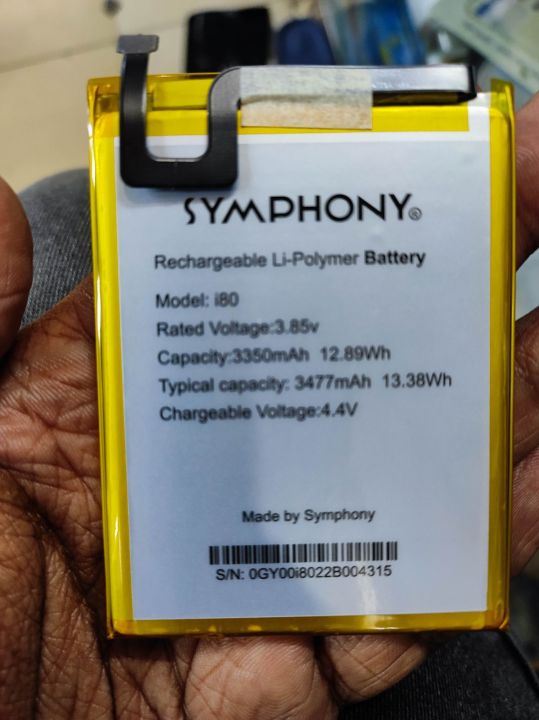 SYMPHONY®
Rechargeable Li-Polymer Battery
Model: i80
Rated Voltage:3.85v
Capacity:3350mAh 12.89Wh
Typical capacity: 3477mAh 13.38Wh
Chargeable Voltage:4.4V
Made by Symphony
S/N: 0GY00i8022B004315